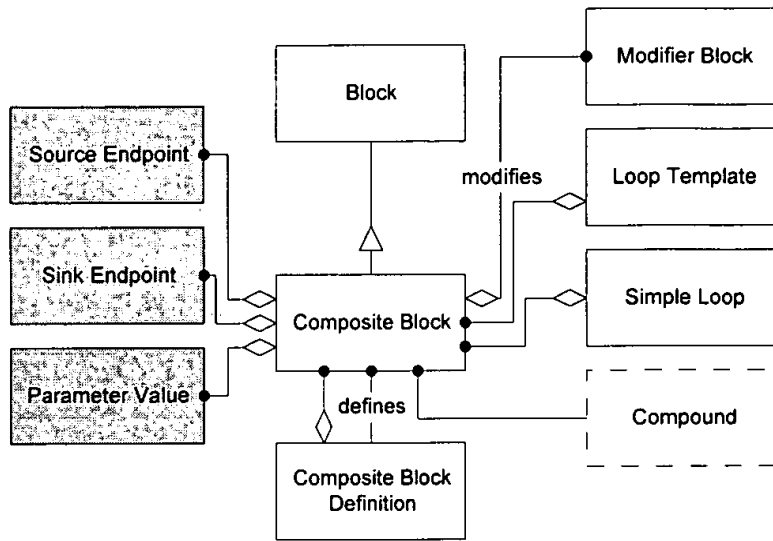 Modifier Block
Block
Source Endpoint
modifies
Loop Template
Sink Endpoint
Composite Block
Simple Loop
Parameter Value
defines
Compound
Composite Block
Definition